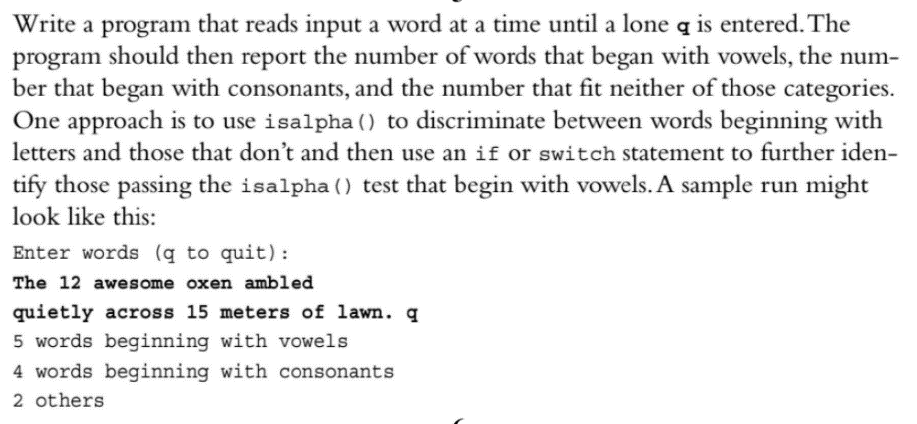 Write a program that reads input a word at a time until a lone q is entered. The
program should then report the number of words that began with vowels, the num-
ber that began with consonants, and the number that fit neither of those categories.
One approach is to use isalpha() to discriminate between words beginning with
letters and those that don't and then use an if or switch statement to further iden-
tify those passing the isalpha() test that begin with vowels. A sample run might
look like this:
Enter words (q to quit):
The 12 awesome oxen ambled
quietly across 15 meters of lawn. q
5 words beginning with vowels
4 words beginning with consonants
2 others